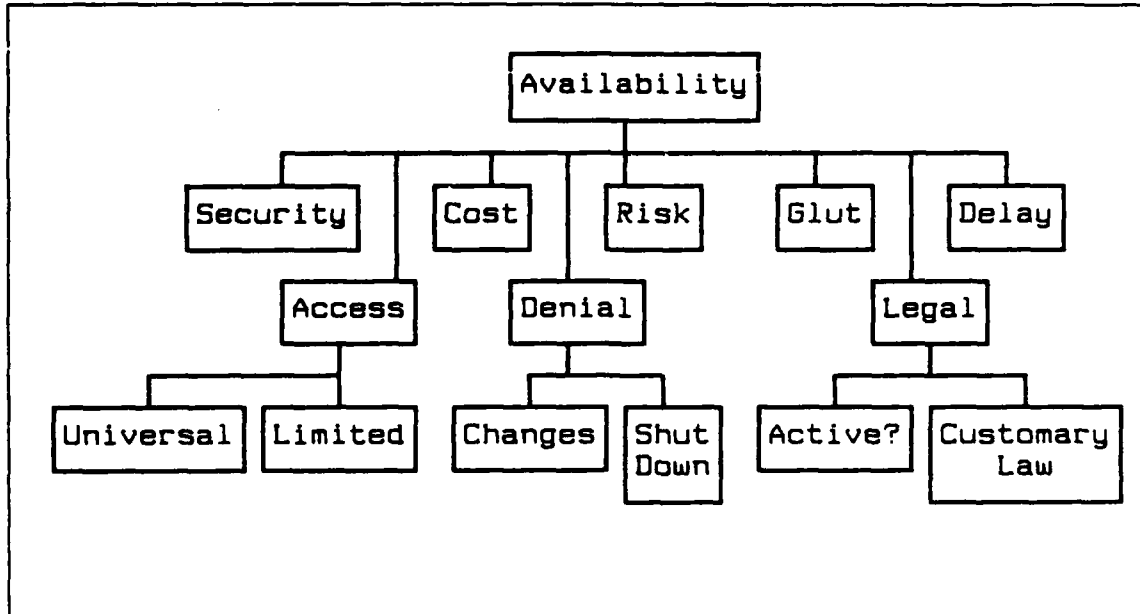 Availability
Security Cost Risk Glut Delay
Access Denial Legal
Universal Limited Changes Shut Down Active? Customary Law